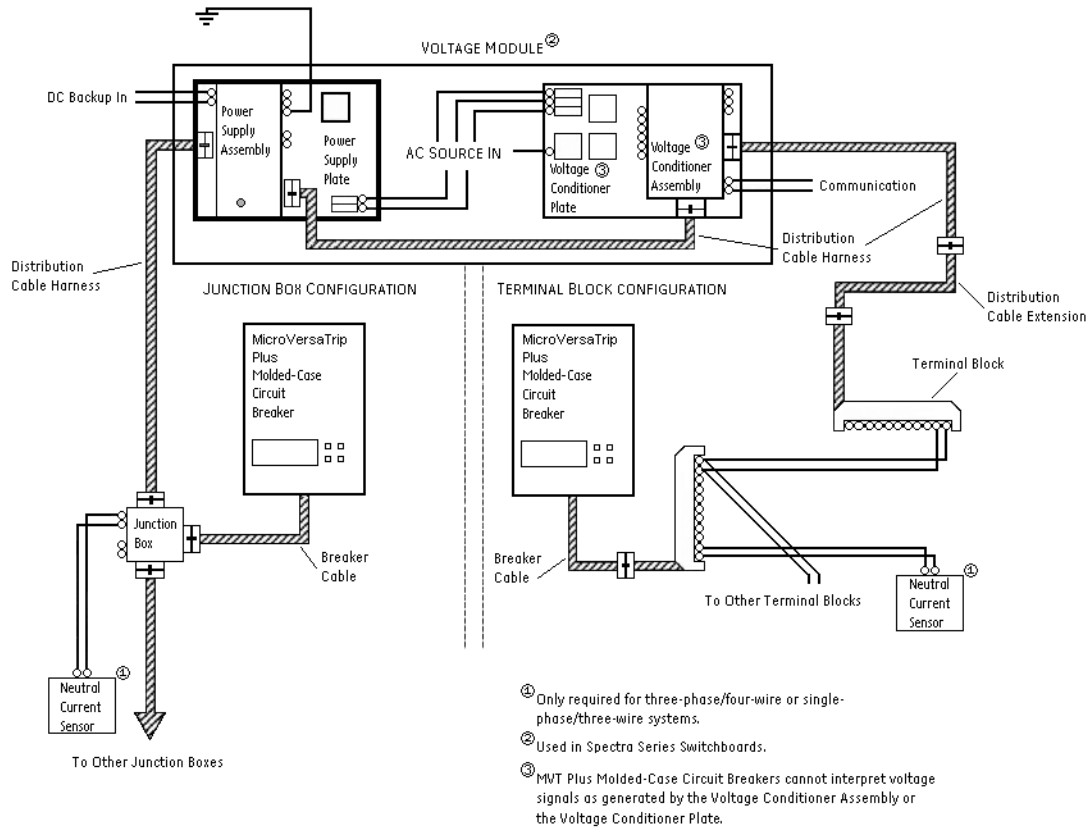 VOLTAGE MODULE ②
DC Backup In
Power
Supply
Assembly
Power
Supply
Plate
AC SOURCE IN
Voltage ③
Conditioner
Plate
Voltage ③
Conditioner
Assembly
Communication
Distribution
Cable Harness
Distribution
Cable Harness
Distribution
Cable Extension
JUNCTION BOX CONFIGURATION
TERMINAL BLOCK CONFIGURATION
MicroVersaTrip
Plus
Molded-Case
Circuit
Breaker
MicroVersaTrip
Plus
Molded-Case
Circuit
Breaker
Terminal Block
Junction
Box
Breaker
Cable
Breaker
Cable
To Other Terminal Blocks
①
Neutral
Current
Sensor
①
Neutral
Current
Sensor
To Other Junction Boxes
① Only required for three-phase/four-wire or single-
phase/three-wire systems.
② Used in Spectra Series Switchboards.
③ MVT Plus Molded-Case Circuit Breakers cannot interpret voltage
signals as generated by the Voltage Conditioner Assembly or
the Voltage Conditioner Plate.